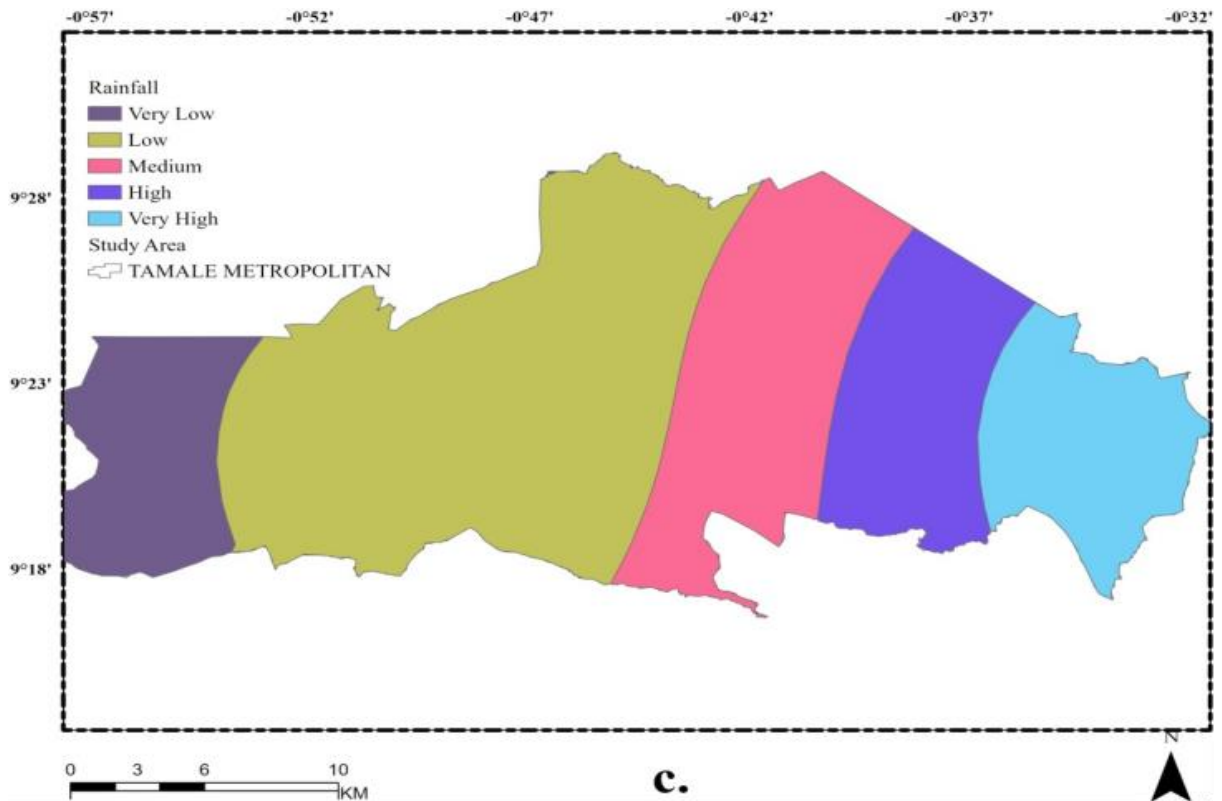 -0°57' -0°52' -0°47' -0°42' -0°37' -0°32'
Rainfall
Very Low
Low
Medium
High
Very High
Study Area
TAMALE METROPOLITAN
9°28'
9°23'
9°18'
0 3 6 10
KM
c.
N